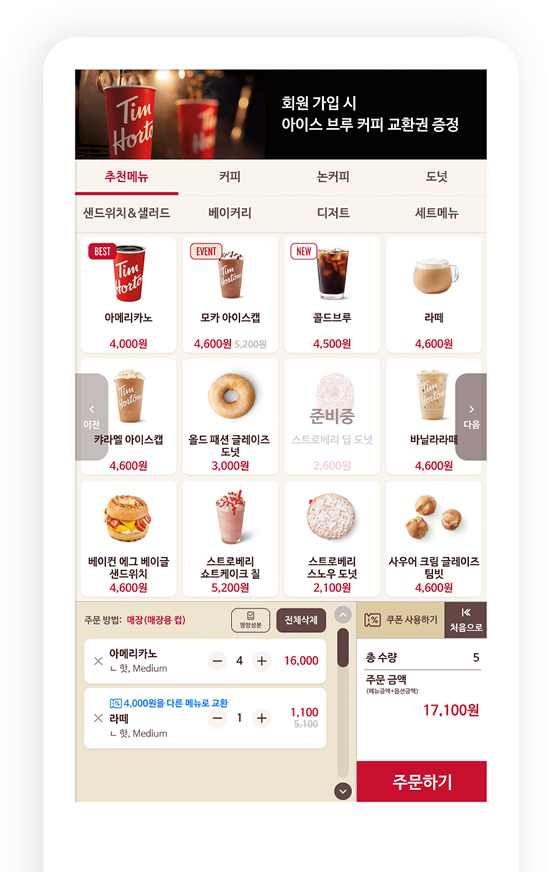 Tim
Horton
회원 가입 시
아이스 브루 커피 교환권 증정
추천메뉴
커피
논커피
도넛
샌드위치&샐러드
베이커리
디저트
세트메뉴
BEST
Tim
Horton
아메리카노
4,000원
EVENT
Tim
Hortons
모카 아이스캡
4,600원 5,200원
NEW
콜드브루
4,500원
라떼
4,600원
이전
Tim
Hortons
캬라멜 아이스캡
4,600원
올드 패션 글레이즈
도넛
3,000원
준비중
스트로베리 딥 도넛
2,600원
Tim
Hortons
바닐라라떼
4,600원
다음
베이컨 에그 베이글
샌드위치
4,600원
스트로베리
쇼트케이크 칠
5,200원
스트로베리
스노우 도넛
2,100원
사우어 크림 글레이즈
팀빗
4,600원
주문 방법: 매장(매장용 컵)
영양성분
전체삭제
아메리카노
ㄴ 핫, Medium
4
16,000
4,000원을 다른 메뉴로 교환
라떼
ㄴ 핫, Medium
1
1,100
5,100
쿠폰 사용하기
처음으로
총 수량 5
주문 금액
(메뉴금액+옵션금액)
17,100원
주문하기